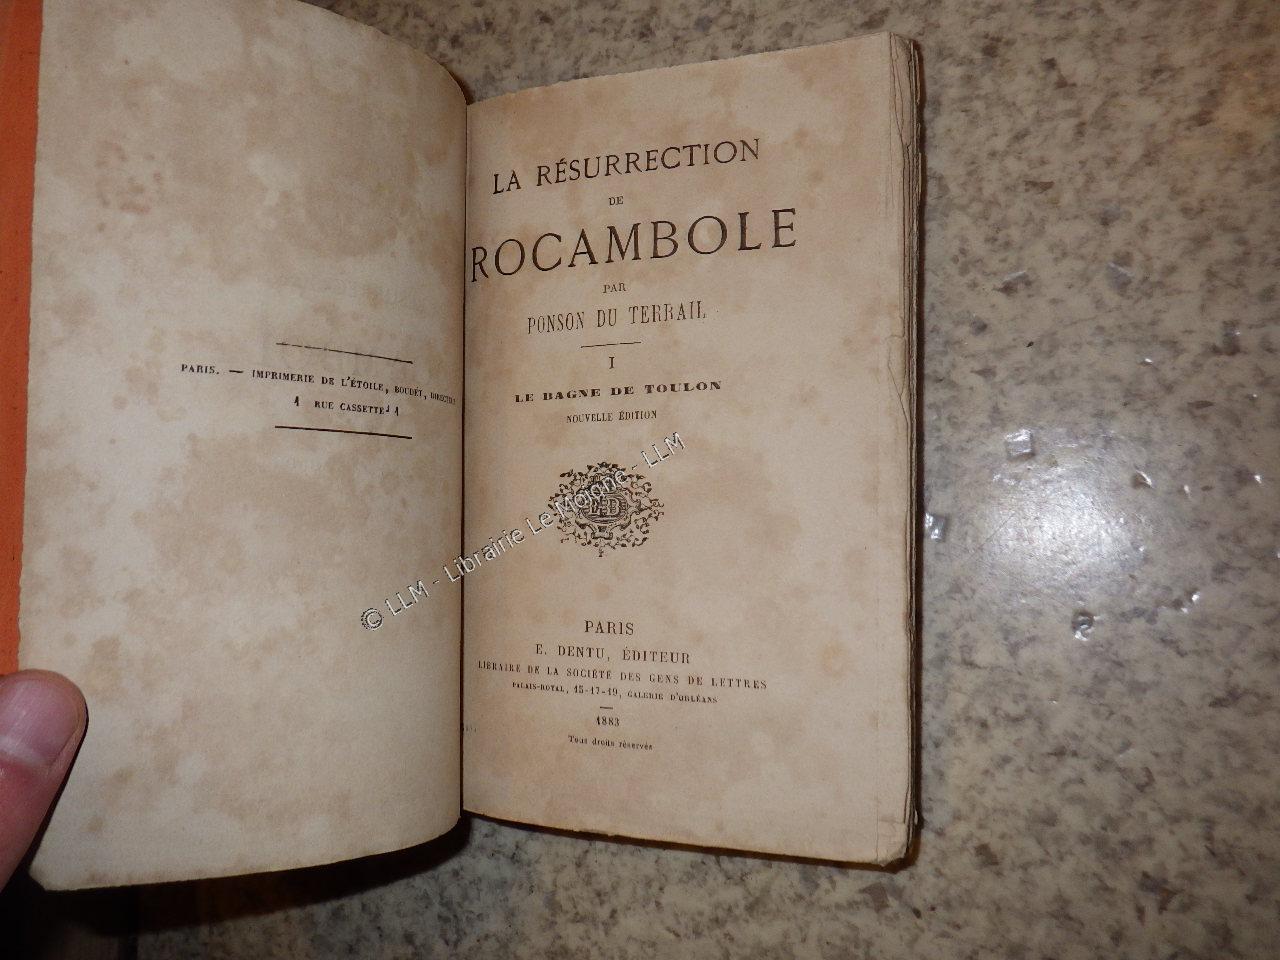 PARIS. — IMPRIMERIE DE L'ÉTOILE, BOUDET, DIRECTEUR
1 RUE CASSETTE, 1
LA RÉSURRECTION
DE
ROCAMBOLE
PAR
PONSON DU TERRAIL
I
LE BAGNE DE TOULON
NOUVELLE ÉDITION
© LLM - Librairie Le Moigne - LLM
PARIS
E. DENTU, ÉDITEUR
LIBRAIRE DE LA SOCIÉTÉ DES GENS DE LETTRES
PALAIS-ROYAL, 15-17-19, GALERIE D'ORLÉANS
1883
Tous droits réservés